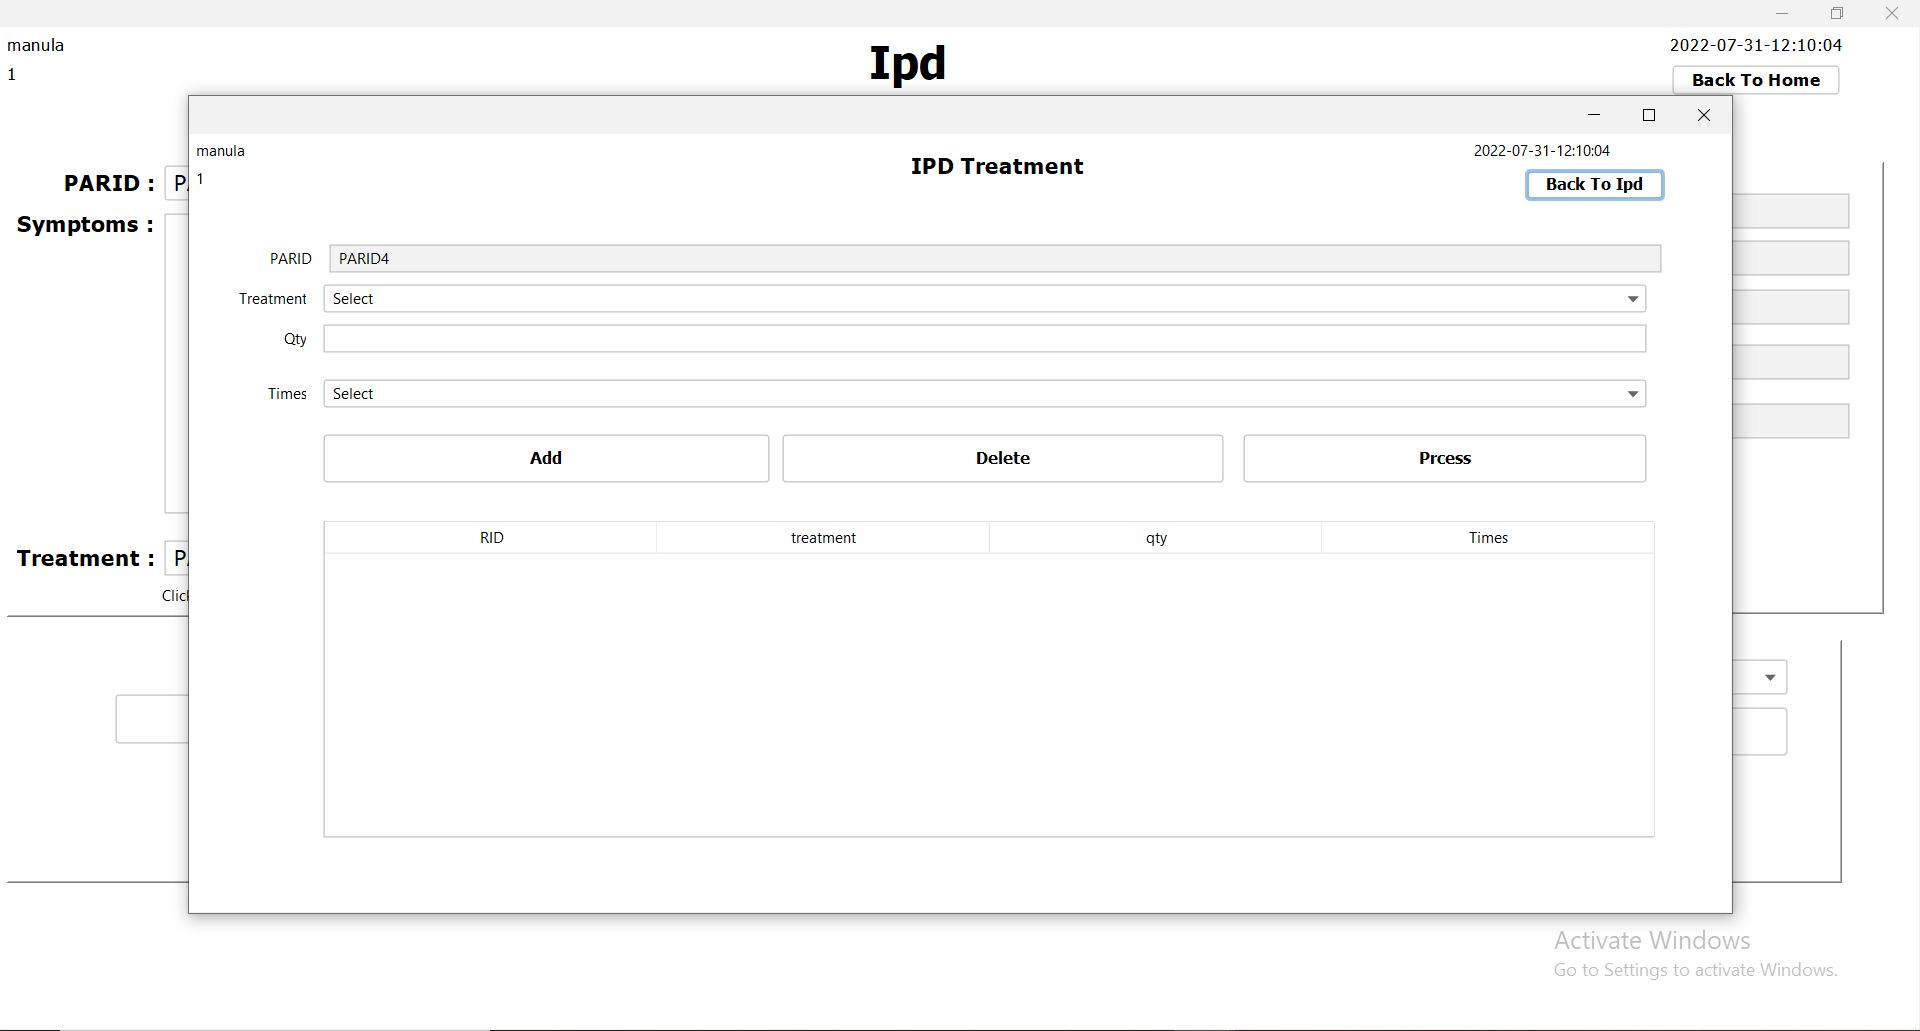 manula
Ipd
2022-07-31-12:10:04
1
Back To Home
manula
IPD Treatment
2022-07-31-12:10:04
1
Back To Ipd
PARID :
Symptoms :
PARID
PARID4
Treatment
Select
Qty
Times
Select
Add
Delete
Prcess
RID
treatment
qty
Times
Treatment :
Activate Windows
Go to Settings to activate Windows.